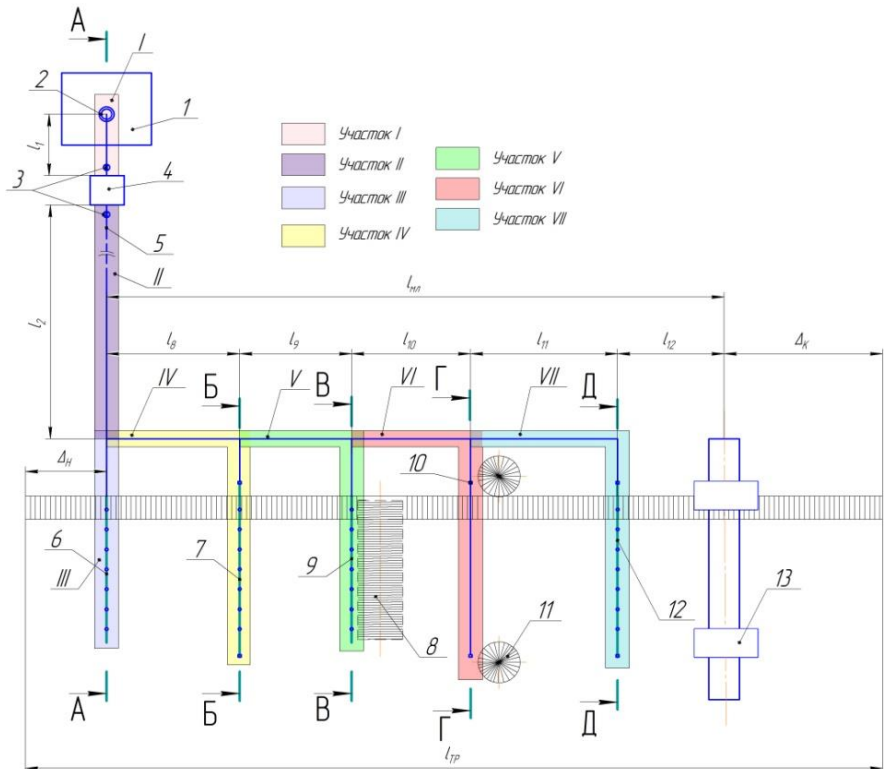 А
I
2
1
l₁
3
4
5
II
l₂
Участок I
Участок II
Участок III
Участок IV
Участок V
Участок VI
Участок VII
lмл
l₈
l₉
l₁₀
l₁₁
l₁₂
Δк
Б
В
Г
Д
IV
V
VI
VII
Δн
10
6
7
9
III
8
11
12
13
А А
Б Б
В В
Г Г
Д Д
lТР